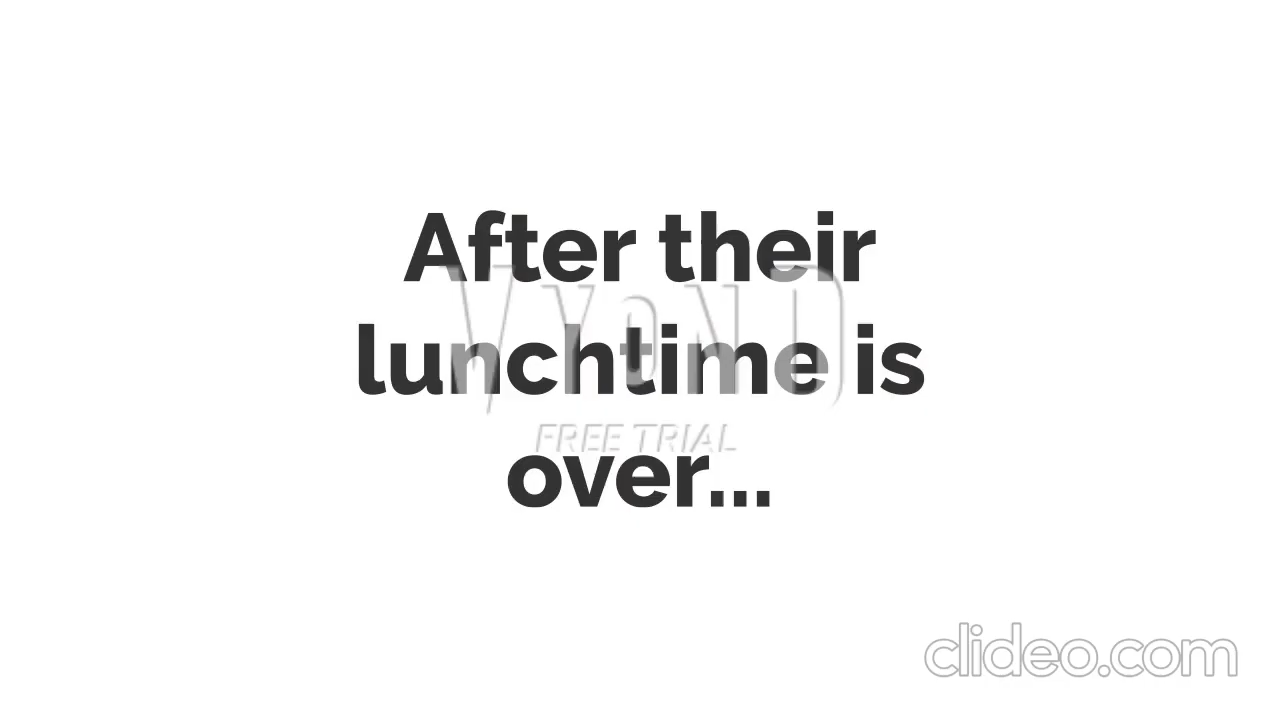 After their
lunchtime is
over...
VYOND
FREE TRIAL
clideo.com